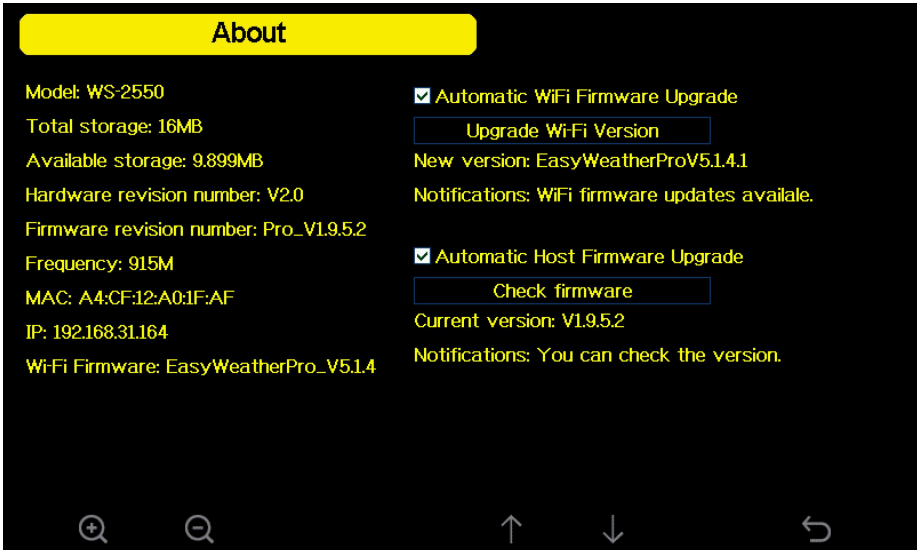 About
Model: WS-2550
Total storage: 16MB
Available storage: 9.899MB
Hardware revision number: V2.0
Firmware revision number: Pro_V1.9.5.2
Frequency: 915M
MAC: A4:CF:12:A0:1F:AF
IP: 192.168.31.164
Wi-Fi Firmware: EasyWeatherPro_V5.1.4
Automatic WiFi Firmware Upgrade
Upgrade Wi-Fi Version
New version: EasyWeatherProV5.1.4.1
Notifications: WiFi firmware updates availale.
Automatic Host Firmware Upgrade
Check firmware
Current version: V1.9.5.2
Notifications: You can check the version.